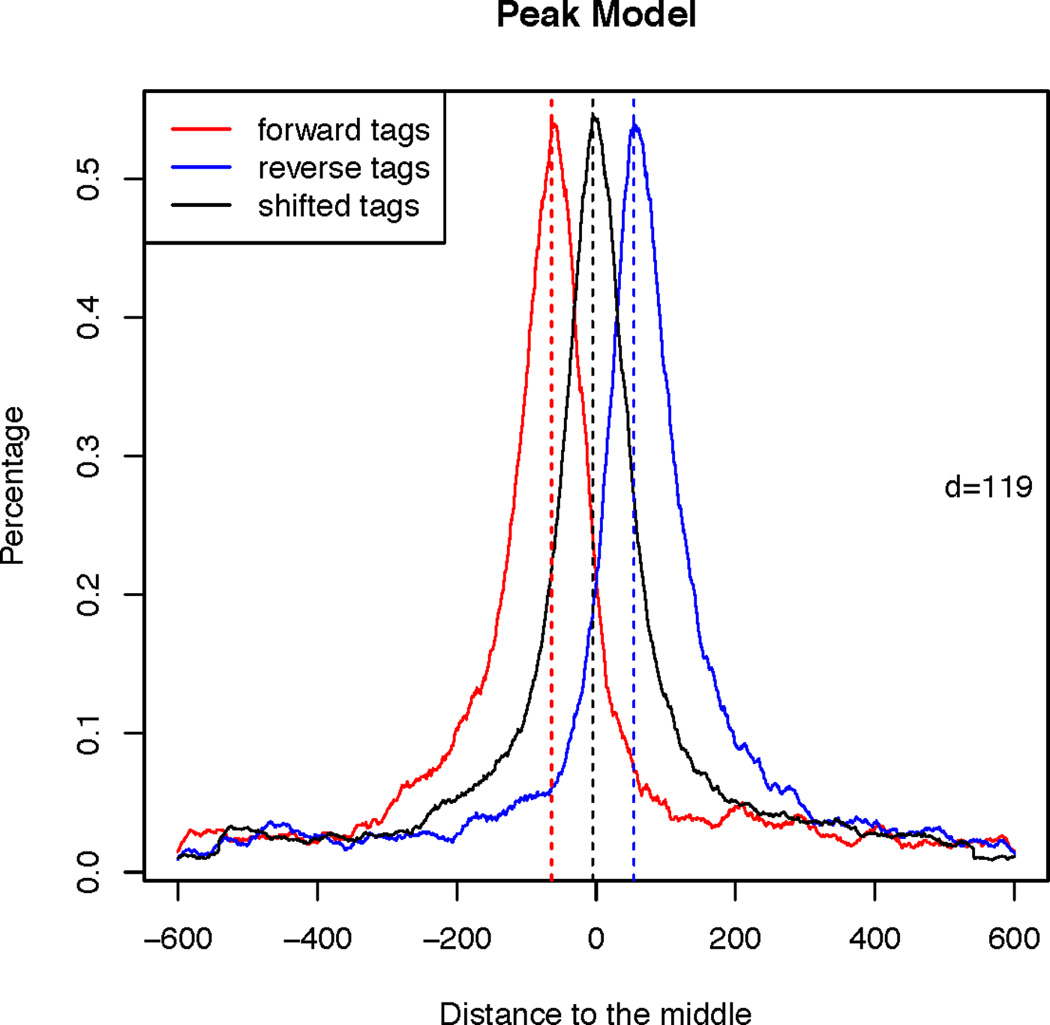 Peak Model
forward tags
reverse tags
shifted tags
Percentage
0.5
0.4
0.3
0.2
0.1
0.0
d=119
−600
−400
−200
0
200
400
600
Distance to the middle